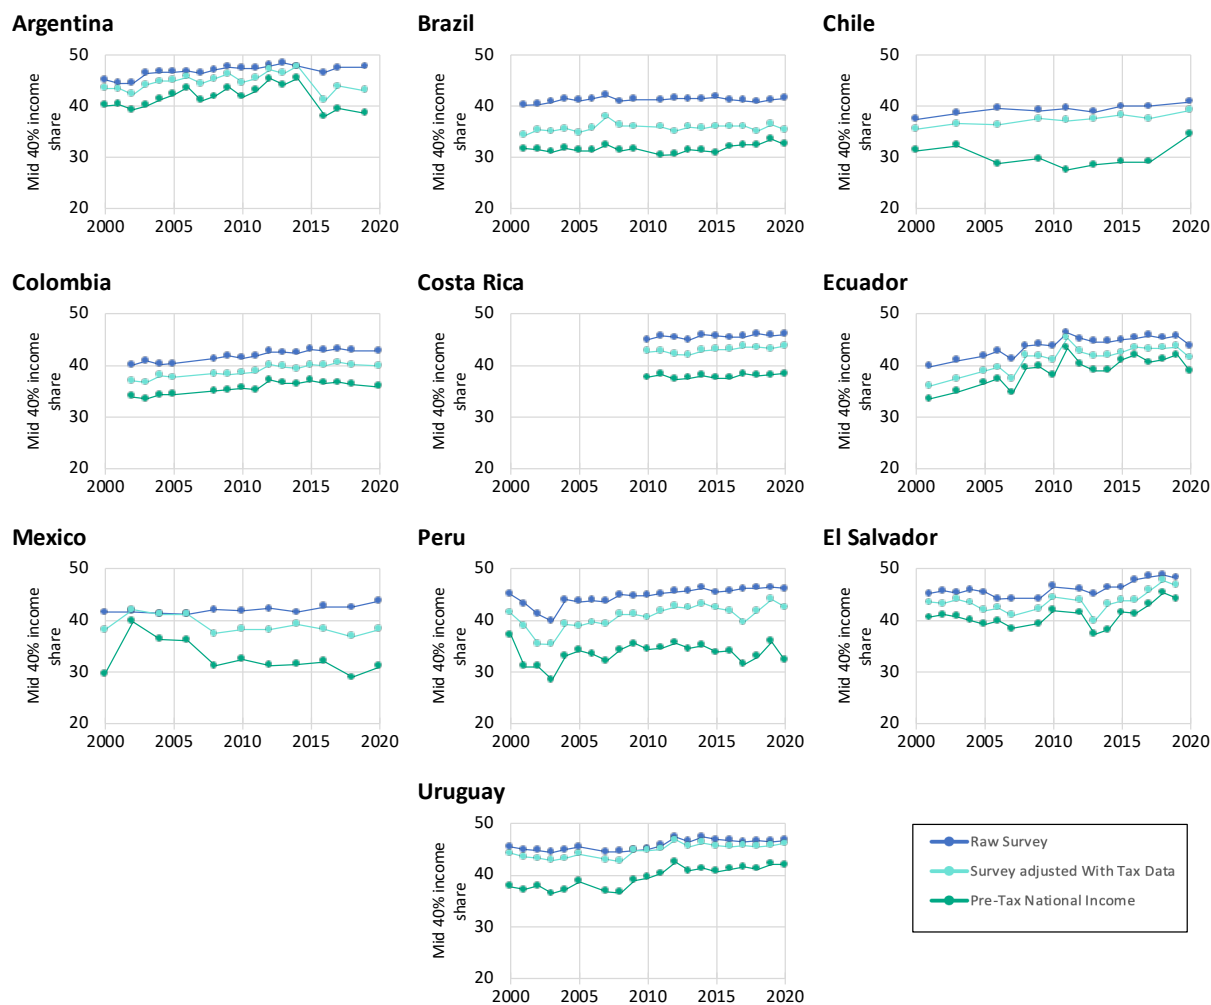 Argentina
Mid 40% income
share
50
40
30
20
2000 2005 2010 2015 2020
Brazil
Mid 40% income
share
50
40
30
20
2000 2005 2010 2015 2020
Chile
Mid 40% income
share
50
40
30
20
2000 2005 2010 2015 2020
Colombia
Mid 40% income
share
50
40
30
20
2000 2005 2010 2015 2020
Costa Rica
Mid 40% income
share
50
40
30
20
2000 2005 2010 2015 2020
Ecuador
Mid 40% income
share
50
40
30
20
2000 2005 2010 2015 2020
Mexico
Mid 40% income
share
50
40
30
20
2000 2005 2010 2015 2020
Peru
Mid 40% income
share
50
40
30
20
2000 2005 2010 2015 2020
El Salvador
Mid 40% income
share
50
40
30
20
2000 2005 2010 2015 2020
Uruguay
Mid 40% income
share
50
40
30
20
2000 2005 2010 2015 2020
Raw Survey
Survey adjusted With Tax Data
Pre-Tax National Income